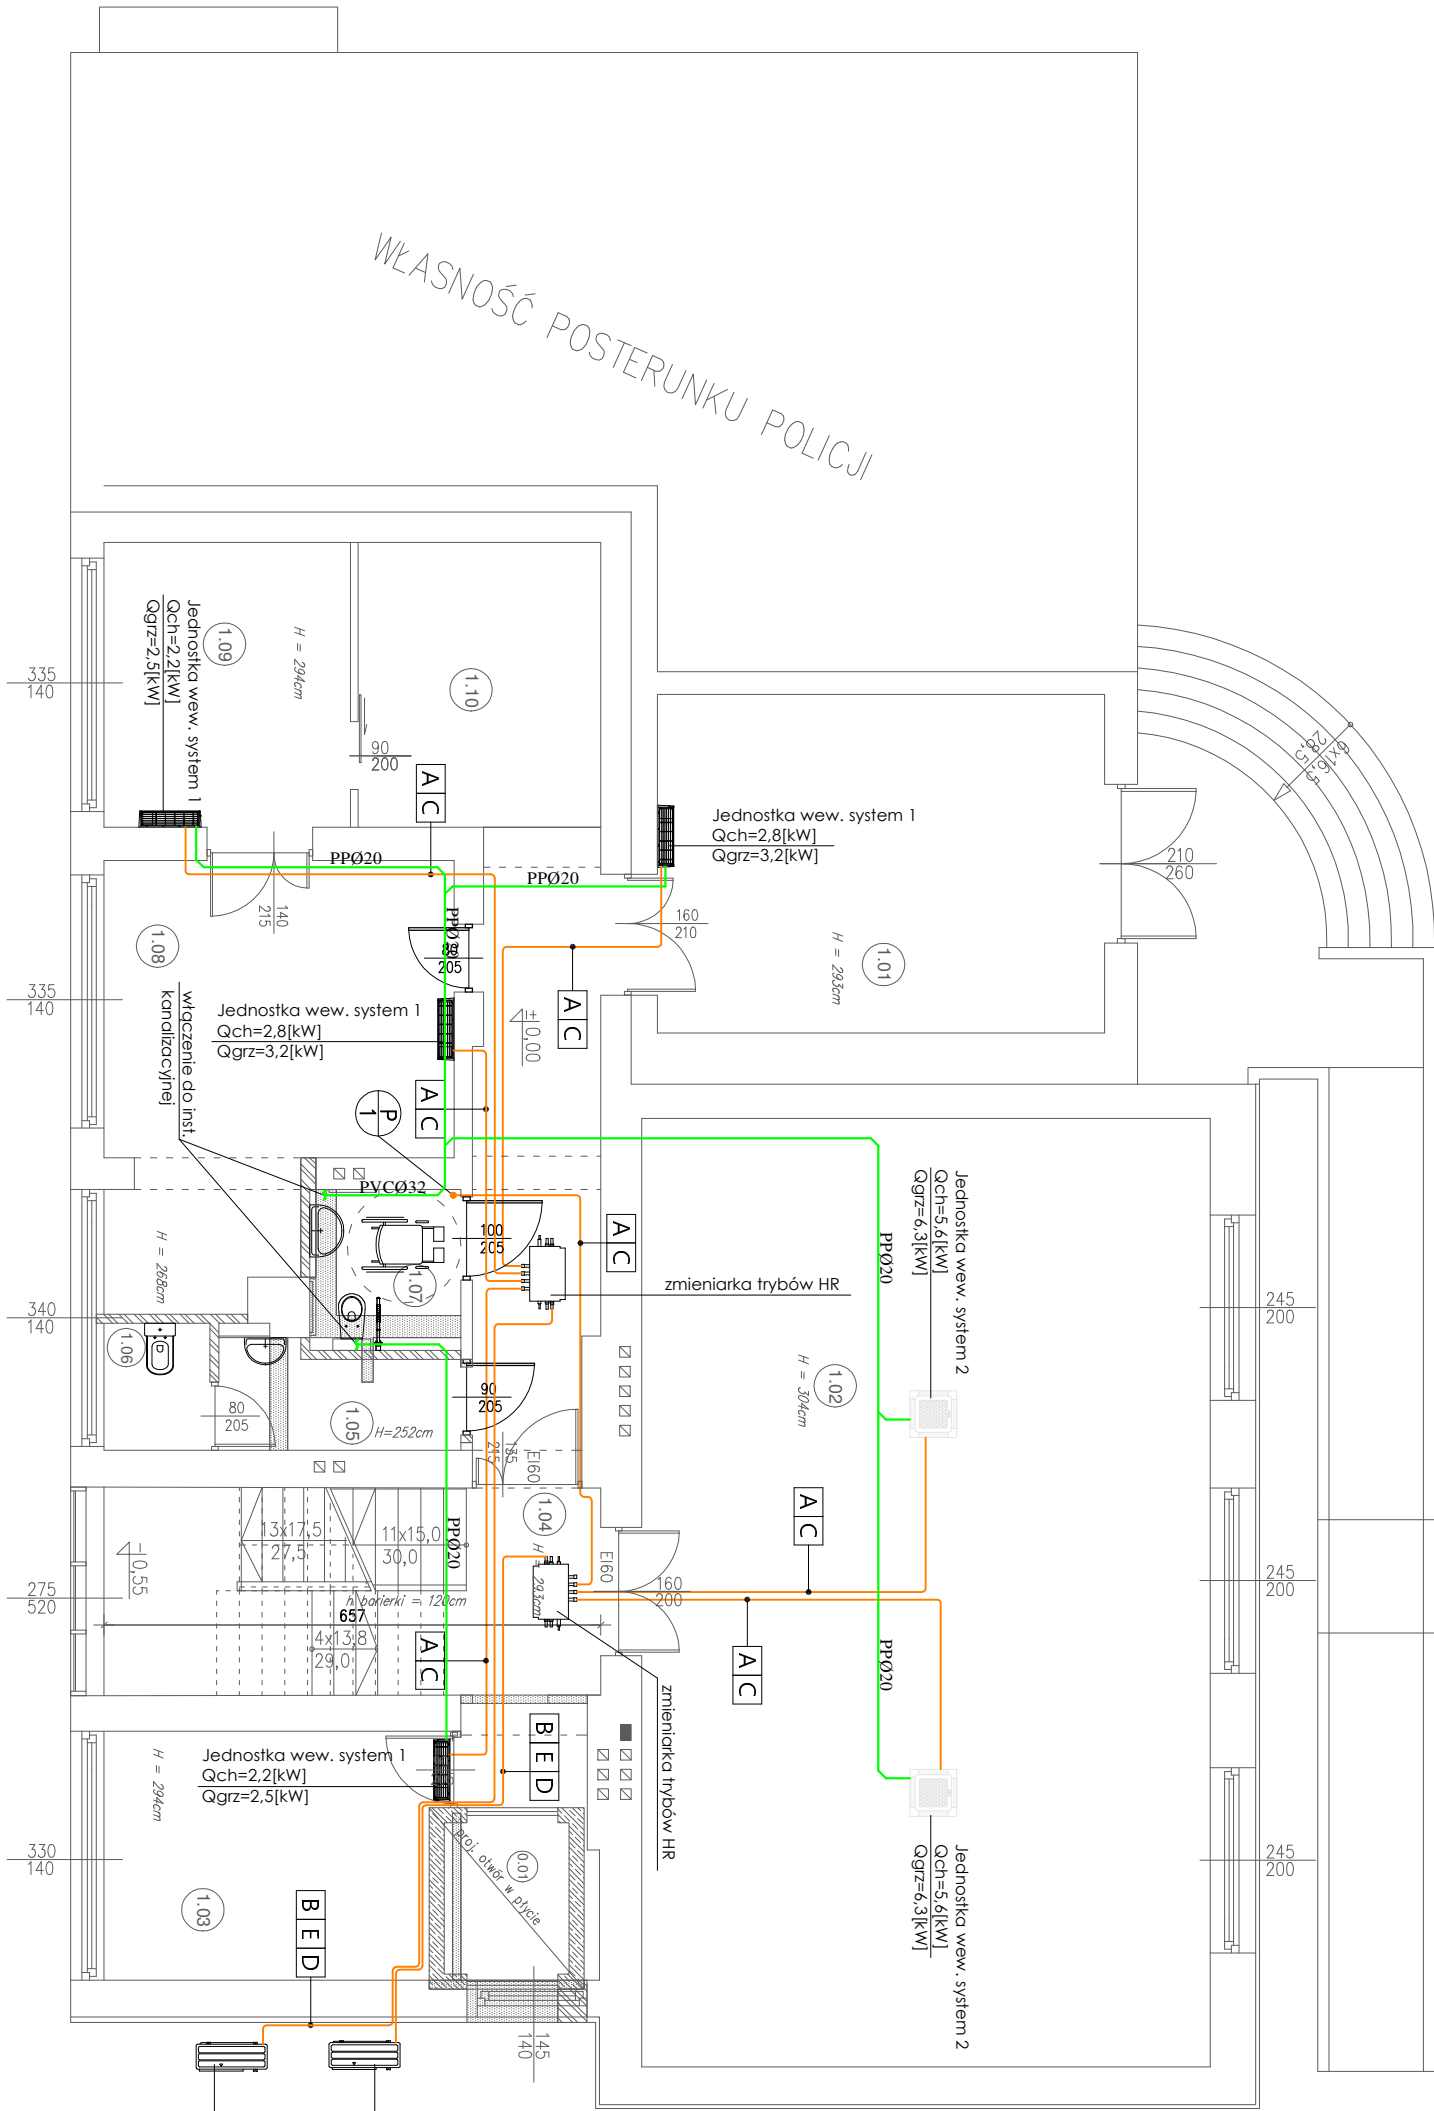 WŁASNOŚĆ POSTERUNKU POLICJI
6x16,5
28,5
Jednostka wew. system 1
Qch=2,2[kW]
Qgrz=2,5[kW]
1.09
H = 294cm
1.10
335
140
90
200
A C
Jednostka wew. system 1
Qch=2,8[kW]
Qgrz=3,2[kW]
210
260
PPØ20
PPØ20
140
215
PPØ20
80
205
160
210
1.08
1.01
H = 293cm
335
140
A C
±0,00
włączenie do inst.
kanalizacyjnej
Jednostka wew. system 1
Qch=2,8[kW]
Qgrz=3,2[kW]
A C
P
1
PVCØ32
Jednostka wew. system 2
Qch=5,6[kW]
Qgrz=6,3[kW]
A C
PPØ20
100
205
1.07
zmieniarka trybów HR
H = 268cm
340
140
1.06
245
200
1.02
H = 304cm
80
205
1.05
H=252cm
90
205
135
215
EI60
1.04
A C
13x17,5
27,5
11x15,0
30,0
PPØ20
-0,55
275
520
h barierki = 120cm
657
4x13,8
29,0
H = 293cm
EI60
160
200
245
200
A C
A C
PPØ20
zmieniarka trybów HR
B E D
Jednostka wew. system 1
Qch=2,2[kW]
Qgrz=2,5[kW]
H = 294cm
330
140
1.03
0.01
proj. otwór w płycie
Jednostka wew. system 2
Qch=5,6[kW]
Qgrz=6,3[kW]
245
200
B E D
145
140